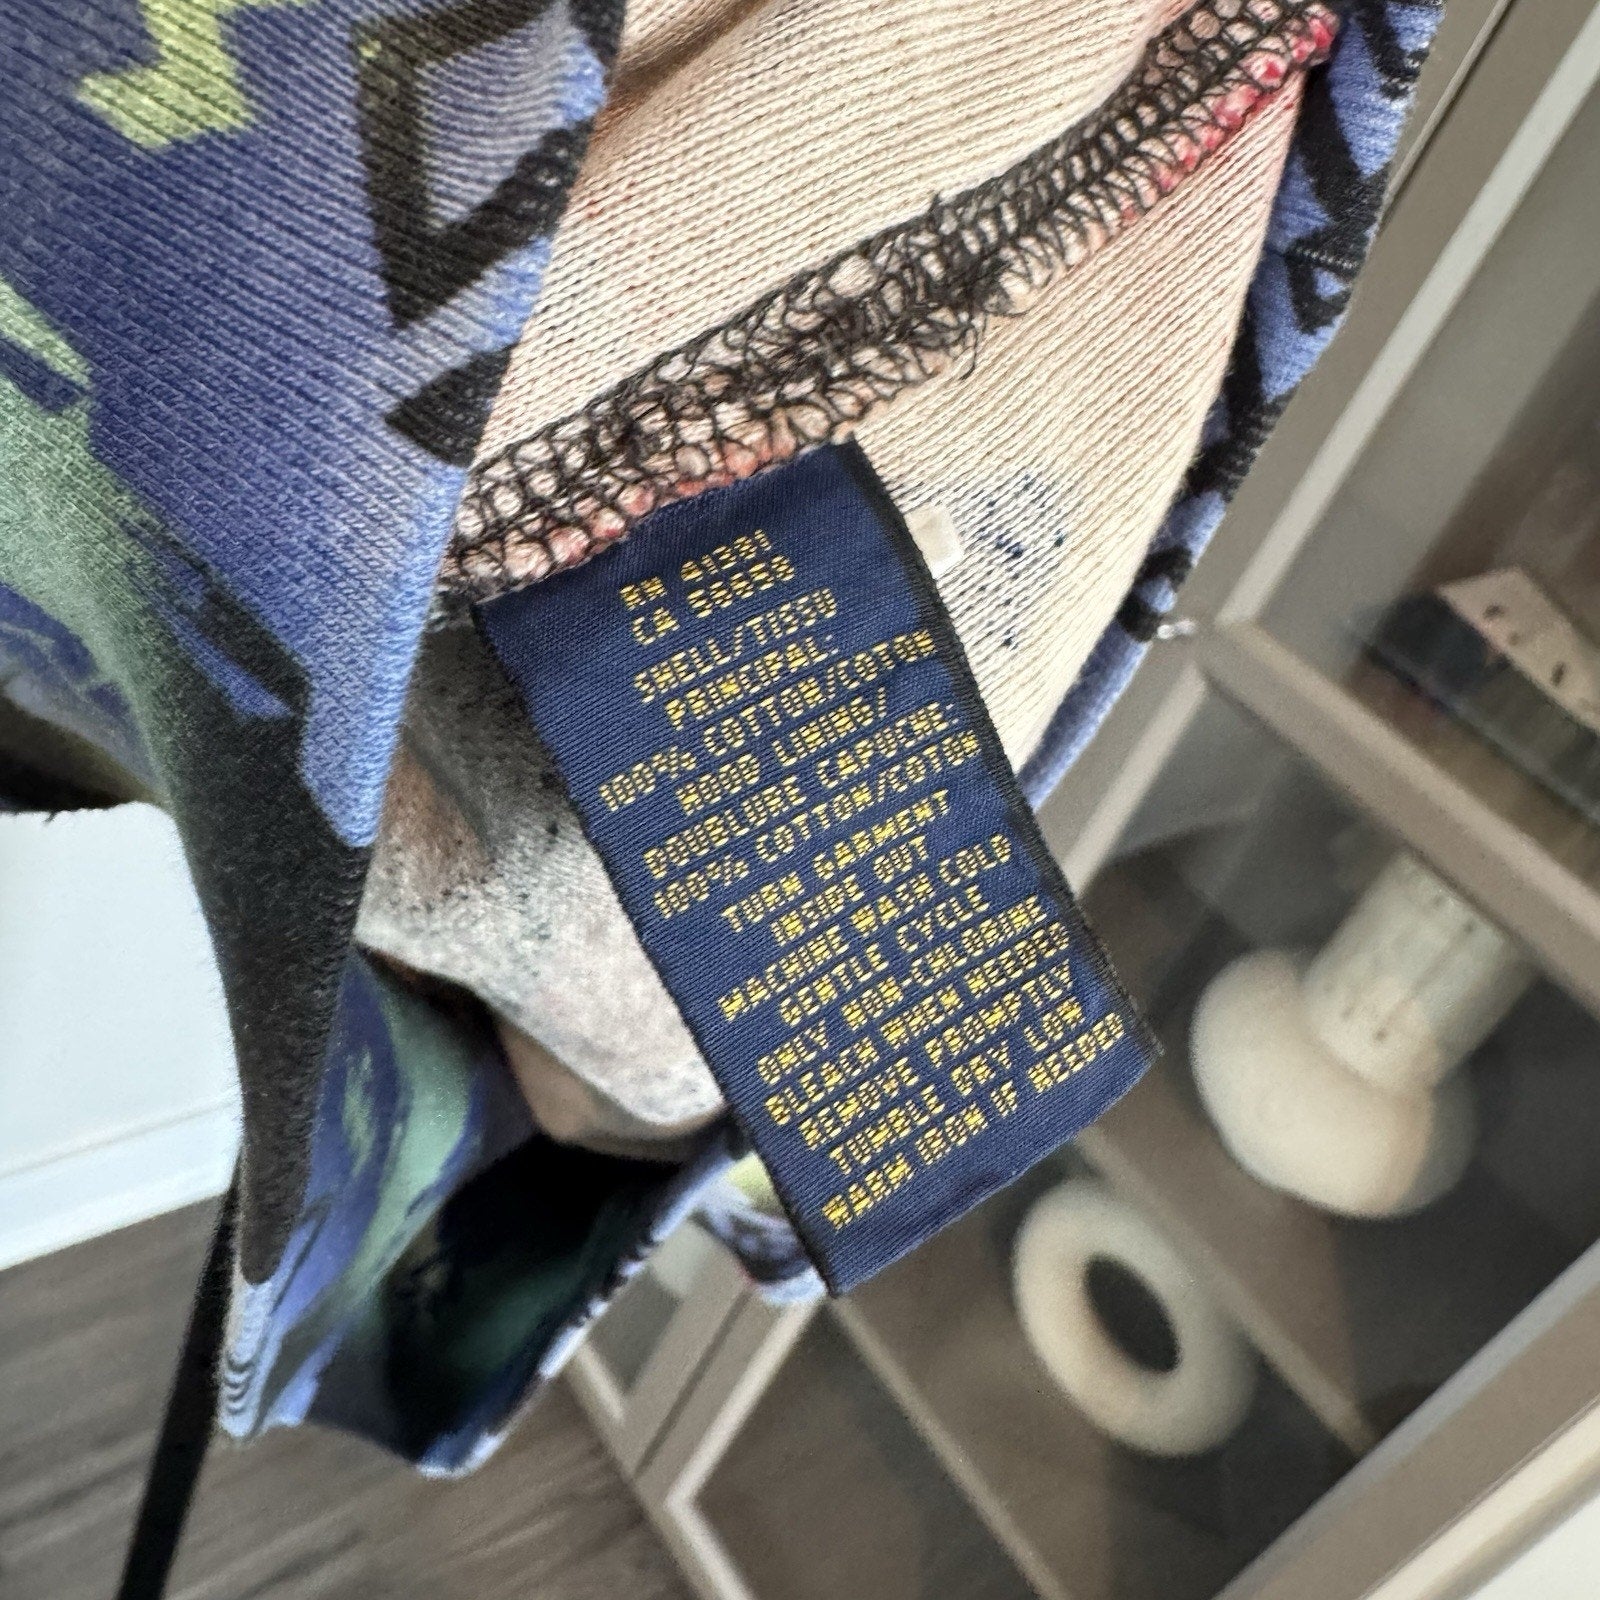 RN 41381
CA 56650
SHELL/TISSU
PRINCIPAL:
100% COTTON/COTON
HOOD LINING/
DOUBLURE CAPUCHE:
100% COTTON/COTON
TURN GARMENT
INSIDE OUT
MACHINE WASH COLD
GENTLE CYCLE
ONLY NON-CHLORINE
BLEACH WHEN NEEDED
REMOVE PROMPTLY
TUMBLE DRY LOW
WARM IRON IF NEEDED